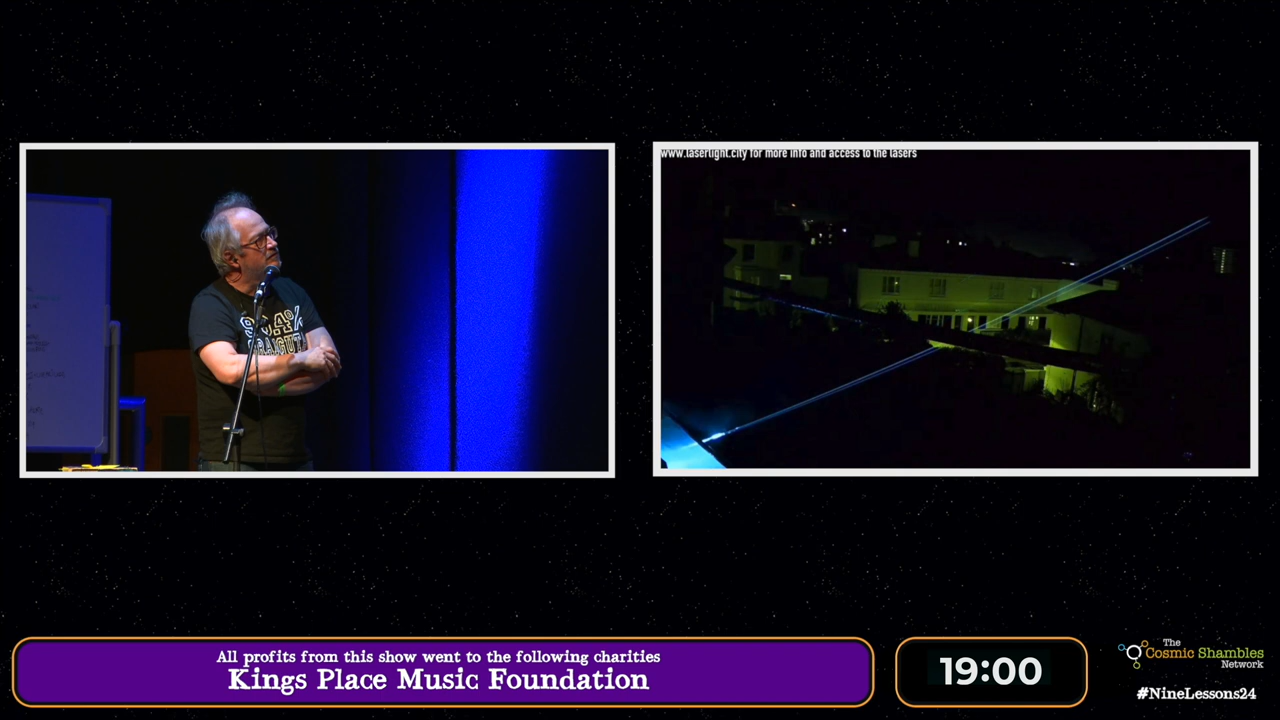 www.laserlight.city for more info and access to the lasers
All profits from this show went to the following charities
Kings Place Music Foundation
19:00
The
Cosmic Shambles
Network
#NineLessons24